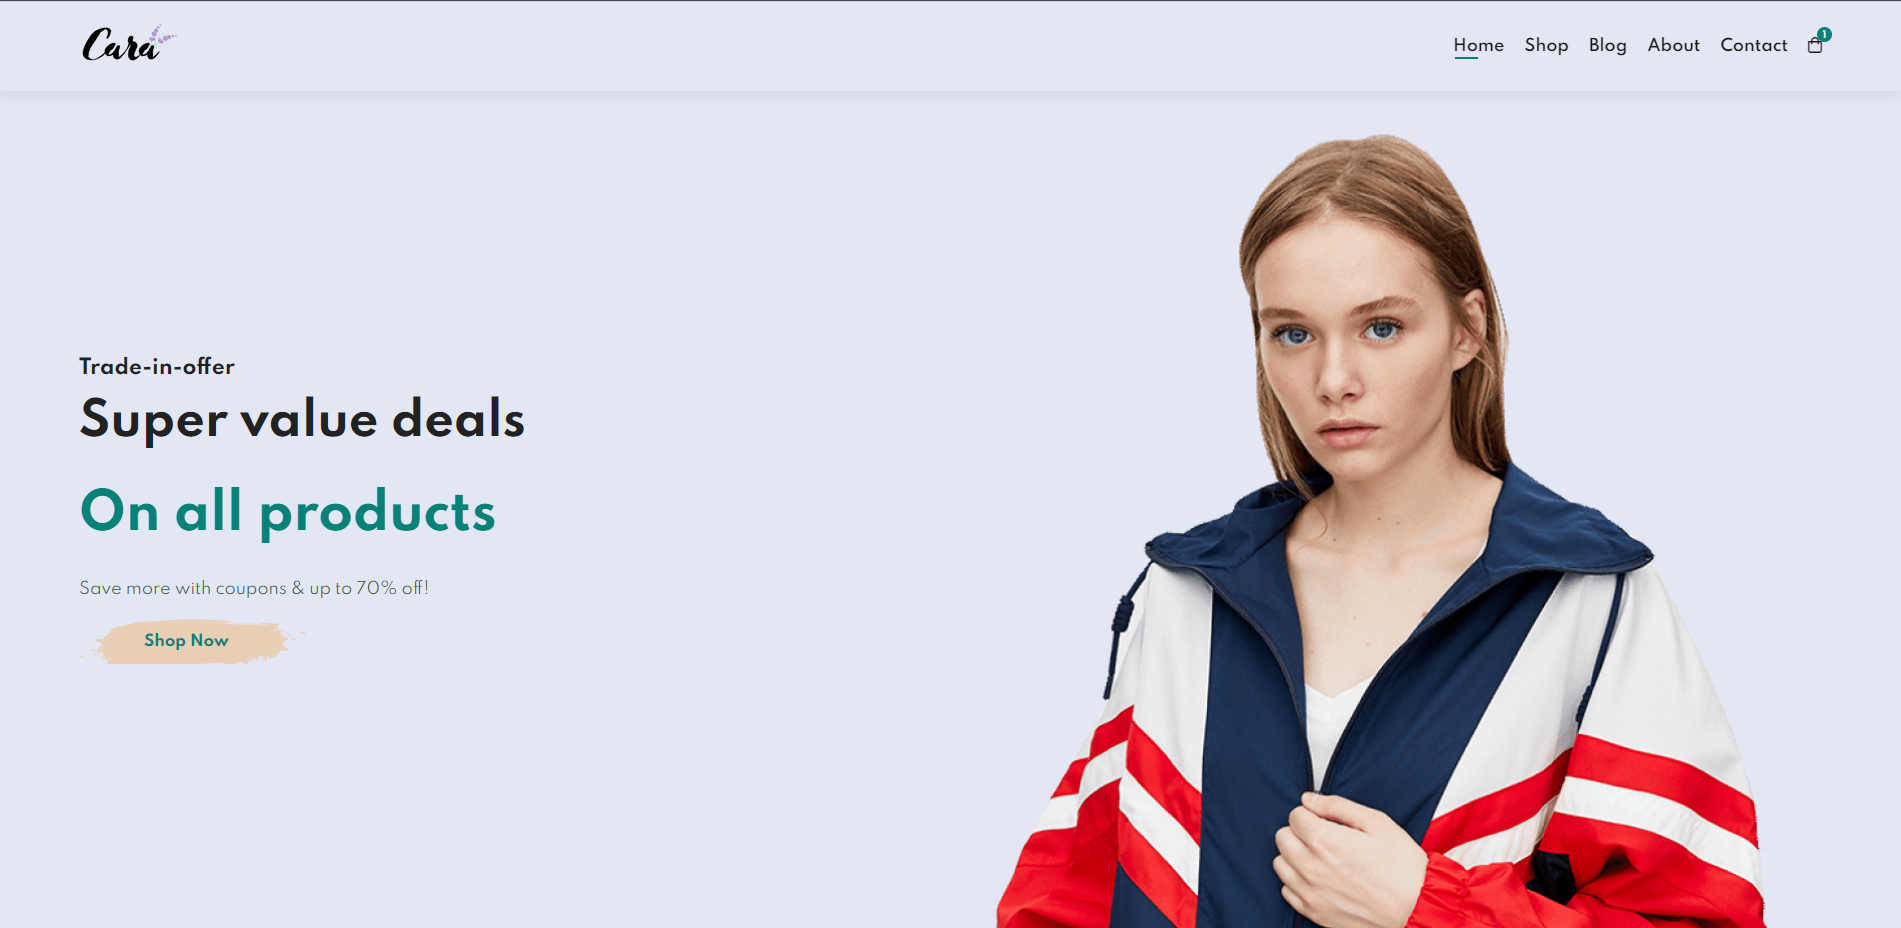 Cara
Home Shop Blog About Contact 1
Trade-in-offer
Super value deals
On all products
Save more with coupons & up to 70% off!
Shop Now